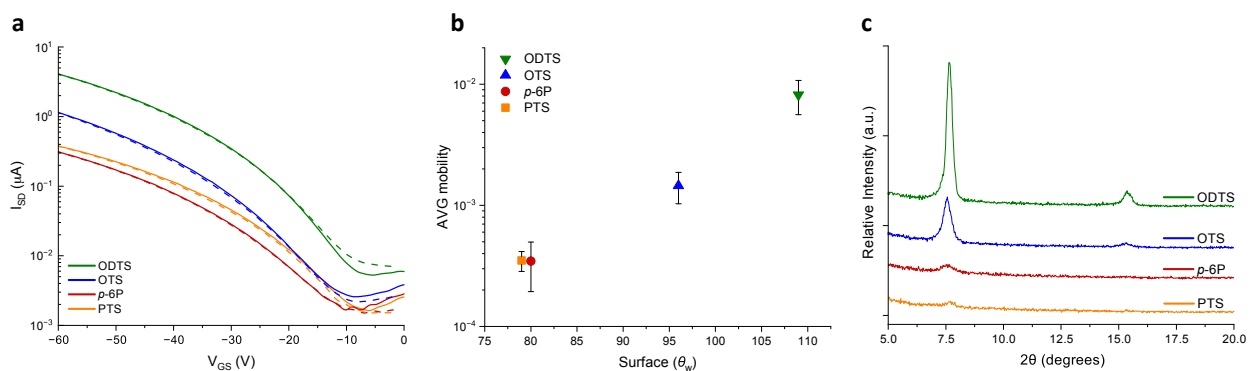 a
10¹
10⁰
10⁻¹
10⁻²
10⁻³
I_SD (µA)
ODTS
OTS
p-6P
PTS
−60 −50 −40 −30 −20 −10 0
V_GS (V)
b
ODTS
OTS
p-6P
PTS
10⁻²
10⁻³
10⁻⁴
AVG mobility
75 80 85 90 95 100 105 110
Surface (θ_w)
c
Relative Intensity (a.u.)
ODTS
OTS
p-6P
PTS
5.0 7.5 10.0 12.5 15.0 17.5 20.0
2θ (degrees)